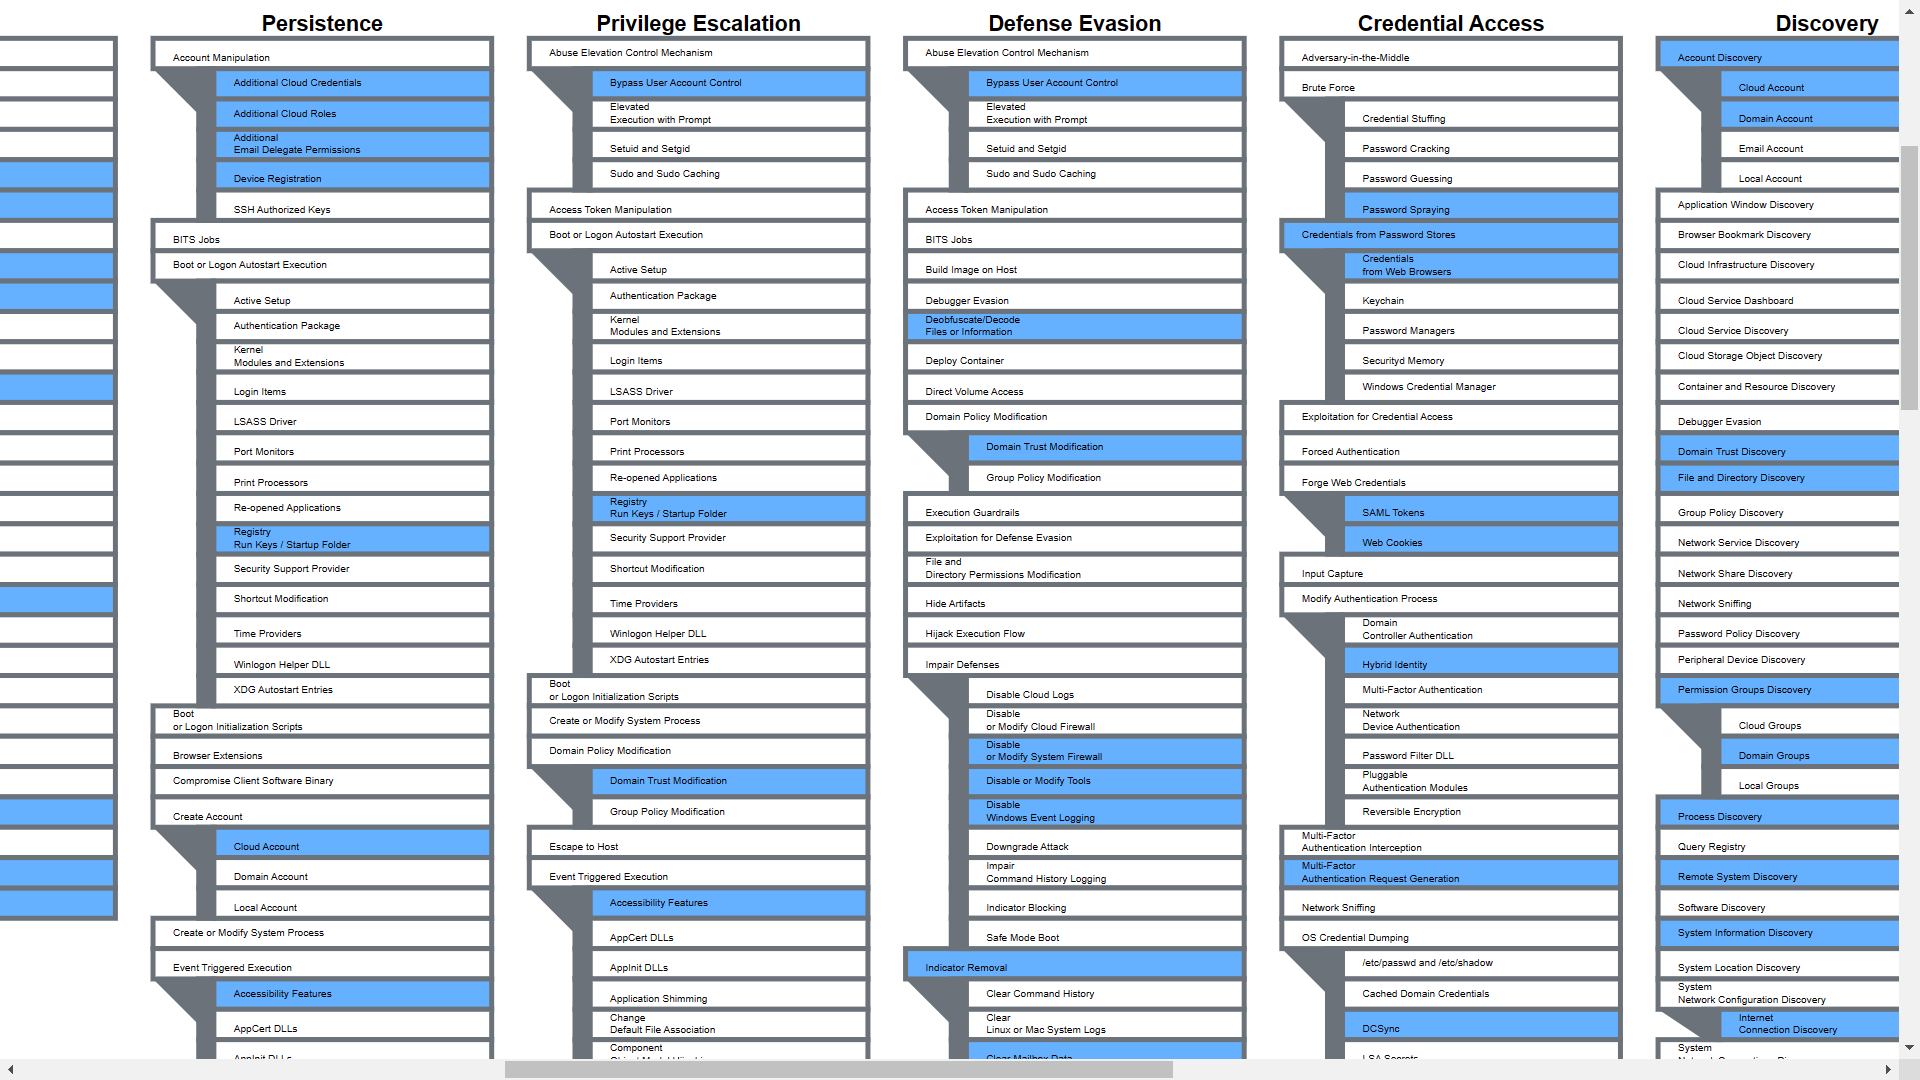 Persistence
Account Manipulation
Additional Cloud Credentials
Additional Cloud Roles
Additional
Email Delegate Permissions
Device Registration
SSH Authorized Keys
BITS Jobs
Boot or Logon Autostart Execution
Active Setup
Authentication Package
Kernel
Modules and Extensions
Login Items
LSASS Driver
Port Monitors
Print Processors
Re-opened Applications
Registry
Run Keys / Startup Folder
Security Support Provider
Shortcut Modification
Time Providers
Winlogon Helper DLL
XDG Autostart Entries
Boot
or Logon Initialization Scripts
Browser Extensions
Compromise Client Software Binary
Create Account
Cloud Account
Domain Account
Local Account
Create or Modify System Process
Event Triggered Execution
Accessibility Features
AppCert DLLs
AppInit DLLs
Privilege Escalation
Abuse Elevation Control Mechanism
Bypass User Account Control
Elevated
Execution with Prompt
Setuid and Setgid
Sudo and Sudo Caching
Access Token Manipulation
Boot or Logon Autostart Execution
Active Setup
Authentication Package
Kernel
Modules and Extensions
Login Items
LSASS Driver
Port Monitors
Print Processors
Re-opened Applications
Registry
Run Keys / Startup Folder
Security Support Provider
Shortcut Modification
Time Providers
Winlogon Helper DLL
XDG Autostart Entries
Boot
or Logon Initialization Scripts
Create or Modify System Process
Domain Policy Modification
Domain Trust Modification
Group Policy Modification
Escape to Host
Event Triggered Execution
Accessibility Features
AppCert DLLs
AppInit DLLs
Application Shimming
Change
Default File Association
Component
Defense Evasion
Abuse Elevation Control Mechanism
Bypass User Account Control
Elevated
Execution with Prompt
Setuid and Setgid
Sudo and Sudo Caching
Access Token Manipulation
BITS Jobs
Build Image on Host
Debugger Evasion
Deobfuscate/Decode
Files or Information
Deploy Container
Direct Volume Access
Domain Policy Modification
Domain Trust Modification
Group Policy Modification
Execution Guardrails
Exploitation for Defense Evasion
File and
Directory Permissions Modification
Hide Artifacts
Hijack Execution Flow
Impair Defenses
Disable Cloud Logs
Disable
or Modify Cloud Firewall
Disable
or Modify System Firewall
Disable or Modify Tools
Disable
Windows Event Logging
Downgrade Attack
Impair
Command History Logging
Indicator Blocking
Safe Mode Boot
Indicator Removal
Clear Command History
Clear
Linux or Mac System Logs
Clear Mailbox Data
Credential Access
Adversary-in-the-Middle
Brute Force
Credential Stuffing
Password Cracking
Password Guessing
Password Spraying
Credentials from Password Stores
Credentials
from Web Browsers
Keychain
Password Managers
Securityd Memory
Windows Credential Manager
Exploitation for Credential Access
Forced Authentication
Forge Web Credentials
SAML Tokens
Web Cookies
Input Capture
Modify Authentication Process
Domain
Controller Authentication
Hybrid Identity
Multi-Factor Authentication
Network
Device Authentication
Password Filter DLL
Pluggable
Authentication Modules
Reversible Encryption
Multi-Factor
Authentication Interception
Multi-Factor
Authentication Request Generation
Network Sniffing
OS Credential Dumping
/etc/passwd and /etc/shadow
Cached Domain Credentials
DCSync
LSA Secrets
Discovery
Account Discovery
Cloud Account
Domain Account
Email Account
Local Account
Application Window Discovery
Browser Bookmark Discovery
Cloud Infrastructure Discovery
Cloud Service Dashboard
Cloud Service Discovery
Cloud Storage Object Discovery
Container and Resource Discovery
Debugger Evasion
Domain Trust Discovery
File and Directory Discovery
Group Policy Discovery
Network Service Discovery
Network Share Discovery
Network Sniffing
Password Policy Discovery
Peripheral Device Discovery
Permission Groups Discovery
Cloud Groups
Domain Groups
Local Groups
Process Discovery
Query Registry
Remote System Discovery
Software Discovery
System Information Discovery
System Location Discovery
System
Network Configuration Discovery
Internet
Connection Discovery
System